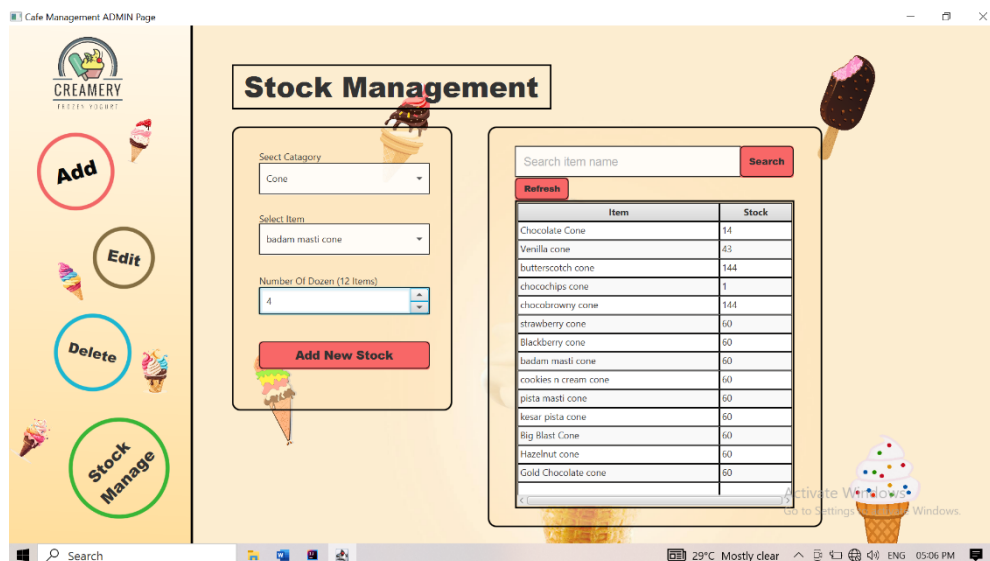 Cafe Management ADMIN Page
CREAMERY
FROZEN YOGURT
Add
Edit
Delete
Stock
Manage
Stock Management
Seect Catagory
Cone
Select Item
badam masti cone
Number Of Dozen (12 Items)
4
Add New Stock
Search item name
Search
Refresh
Item Stock
Chocolate Cone 14
Venilla cone 43
butterscotch cone 144
chocochips cone 1
chocobrowny cone 144
strawberry cone 60
Blackberry cone 60
badam masti cone 60
cookies n cream cone 60
pista masti cone 60
kesar pista cone 60
Big Blast Cone 60
Hazelnut cone 60
Gold Chocolate cone 60
Activate Windows
Go to Settings Windows.
Search
29°C Mostly clear
ENG
05:06 PM